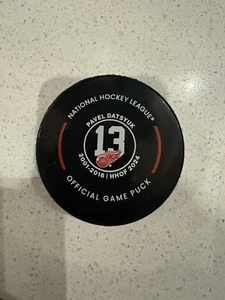 NATIONAL HOCKEY LEAGUE®
PAVEL DATSYUK
13
2001-2016 | HHOF 2024
OFFICIAL GAME PUCK